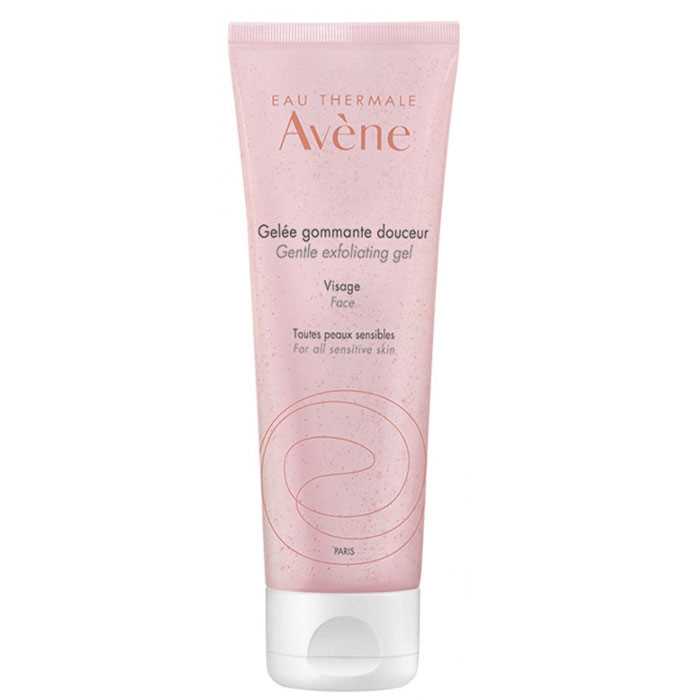 EAU THERMALE
Avène
Gelée gommante douceur
Gentle exfoliating gel
Visage
Face
Toutes peaux sensibles
For all sensitive skin
PARIS